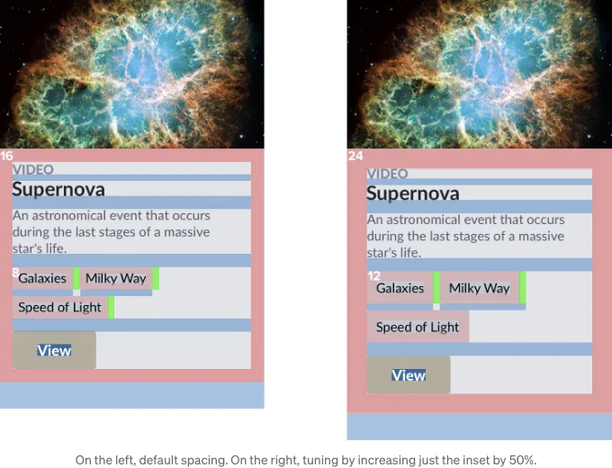 16
VIDEO
Supernova
An astronomical event that occurs
during the last stages of a massive
star's life.
8
Galaxies
Milky Way
Speed of Light
View
24
VIDEO
Supernova
An astronomical event that occurs
during the last stages of a massive
star's life.
12
Galaxies
Milky Way
Speed of Light
View
On the left, default spacing. On the right, tuning by increasing just the inset by 50%.